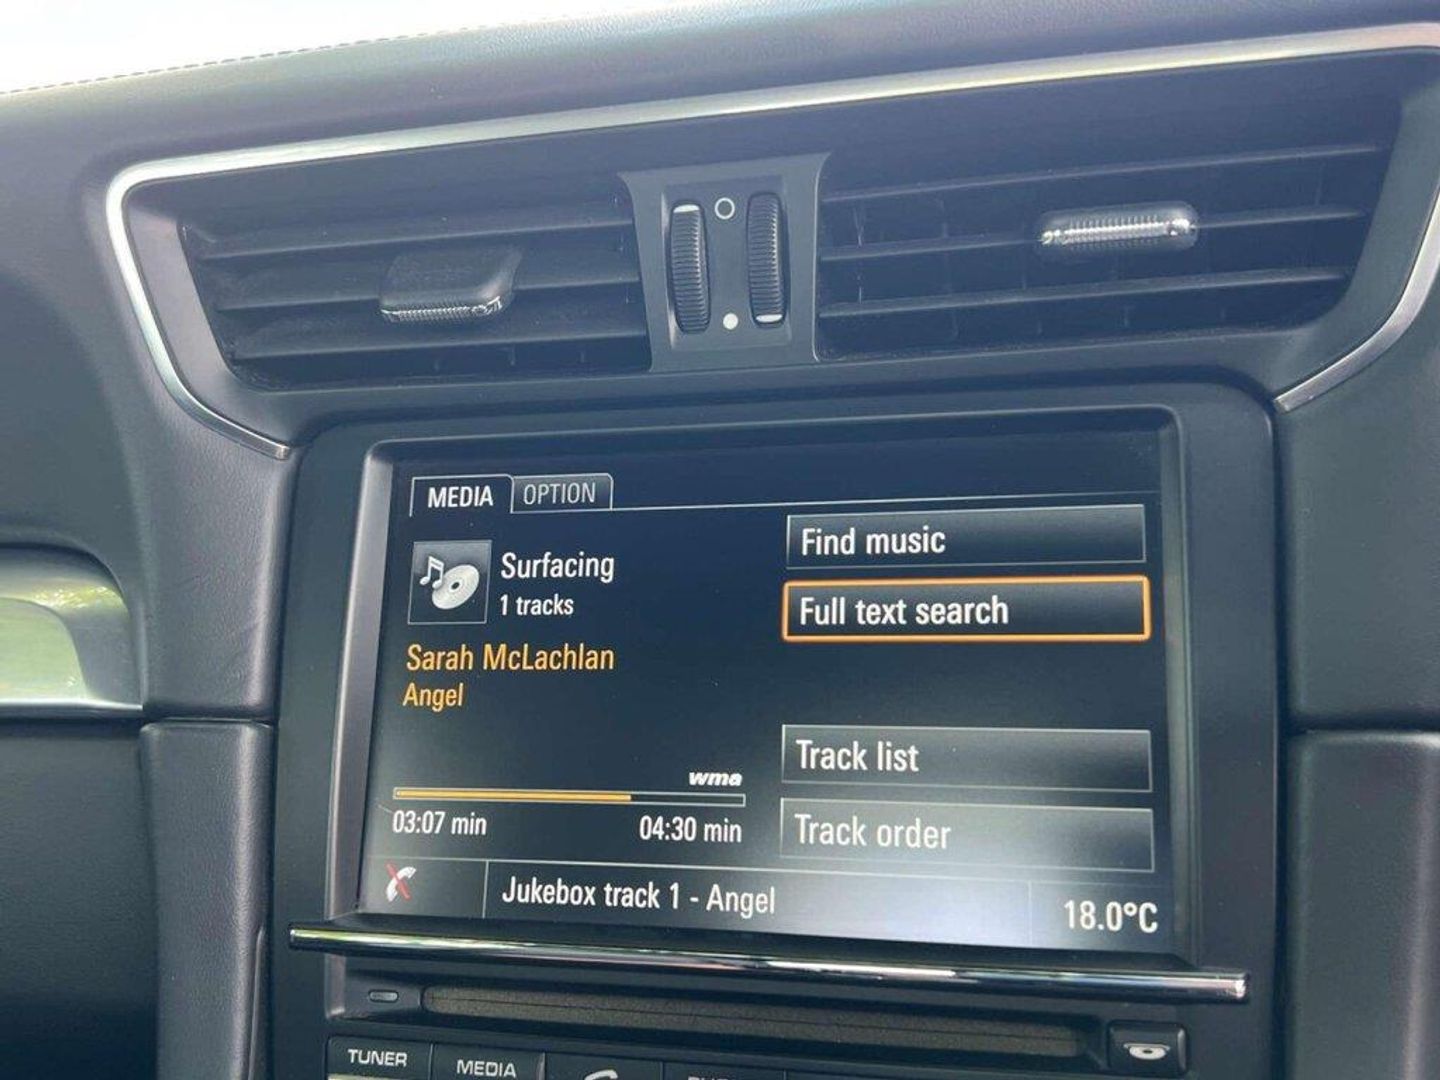 MEDIA OPTION
Surfacing
1 tracks
Sarah McLachlan
Angel
wma
03:07 min 04:30 min
Find music
Full text search
Track list
Track order
Jukebox track 1 - Angel
18.0°C
TUNER MEDIA